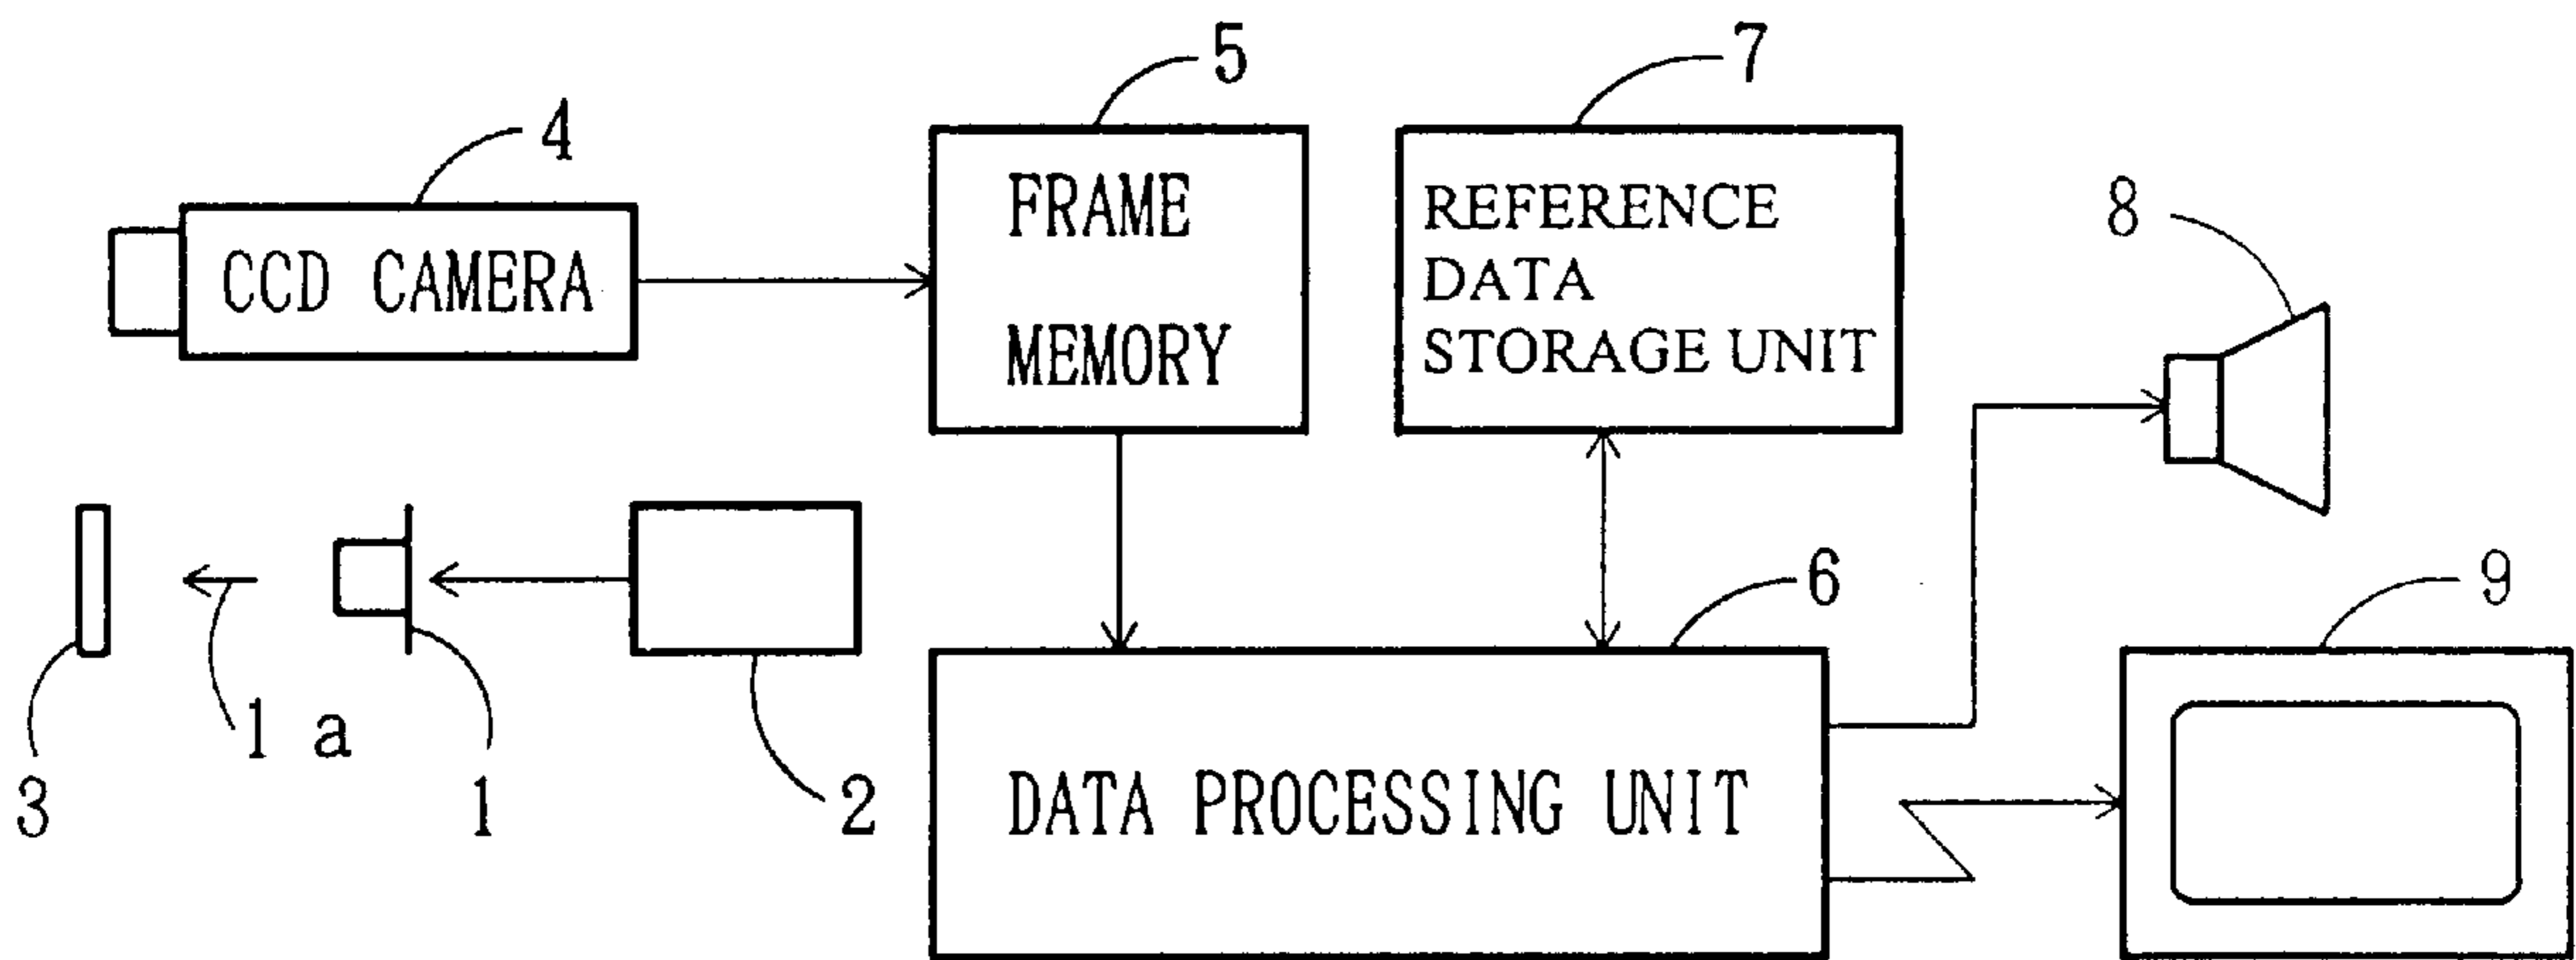 5
7
4
8
FRAME
MEMORY
REFERENCE
DATA
STORAGE UNIT
CCD CAMERA
6
9
3
1 a
1
2
DATA PROCESSING UNIT